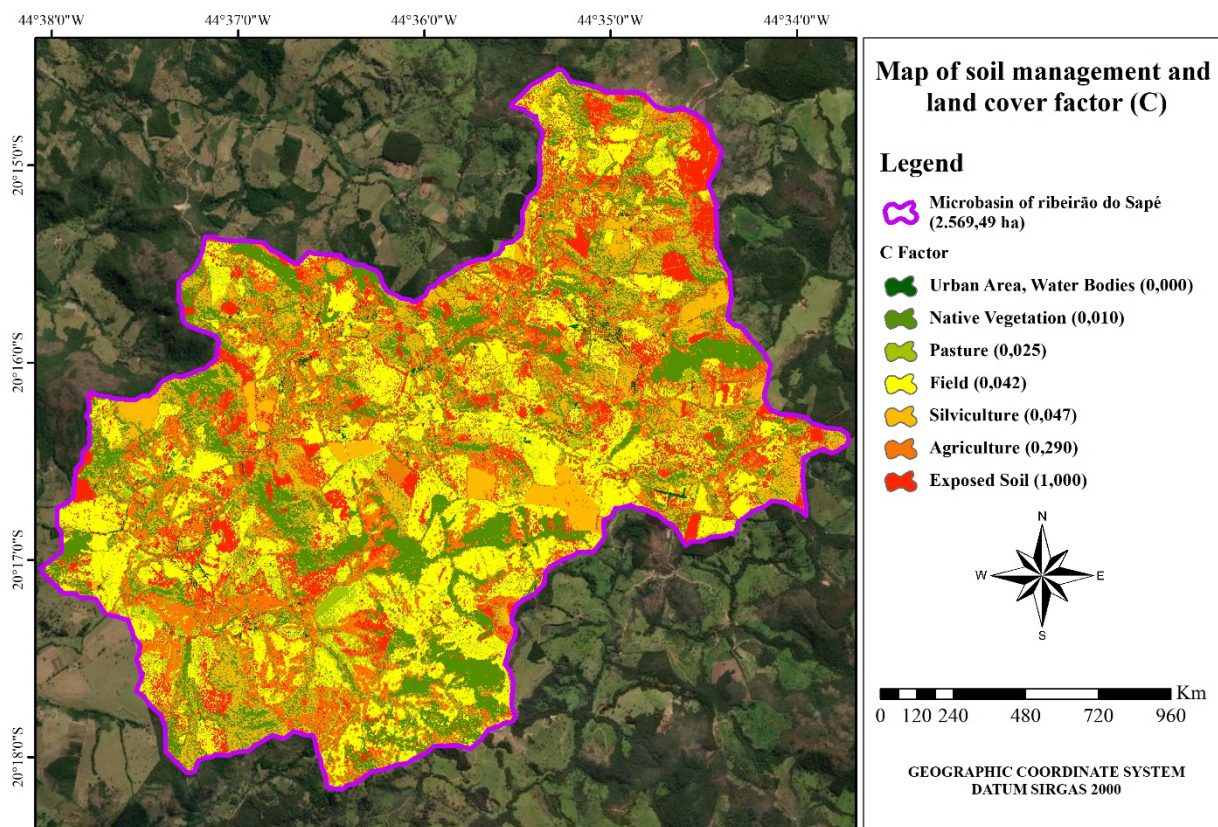 44°38'0"W 44°37'0"W 44°36'0"W 44°35'0"W 44°34'0"W
20°15'0"S
20°16'0"S
20°17'0"S
20°18'0"S
Map of soil management and
land cover factor (C)
Legend
Microbasin of ribeirão do Sapé
(2.569,49 ha)
C Factor
Urban Area, Water Bodies (0,000)
Native Vegetation (0,010)
Pasture (0,025)
Field (0,042)
Silviculture (0,047)
Agriculture (0,290)
Exposed Soil (1,000)
N
W E
S
Km
0 120 240 480 720 960
GEOGRAPHIC COORDINATE SYSTEM
DATUM SIRGAS 2000